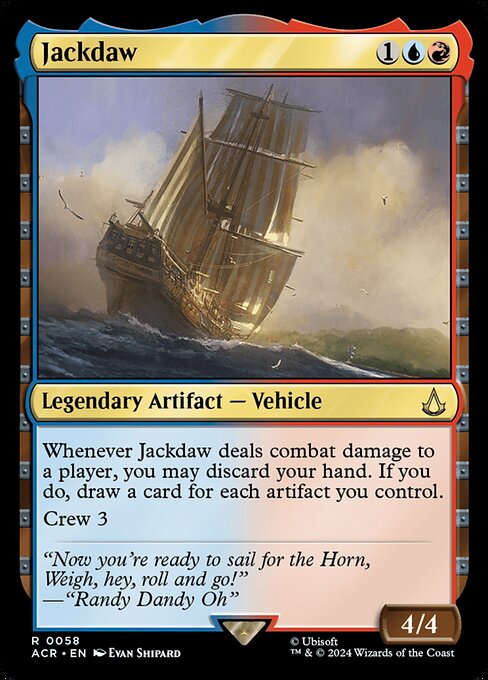 Jackdaw 1
Legendary Artifact — Vehicle
Whenever Jackdaw deals combat damage to
a player, you may discard your hand. If you
do, draw a card for each artifact you control.
Crew 3
“Now you’re ready to sail for the Horn,
Weigh, hey, roll and go!”
—“Randy Dandy Oh”
4/4
R 0058
ACR • EN Evan Shipard
© Ubisoft
™ & © 2024 Wizards of the Coast